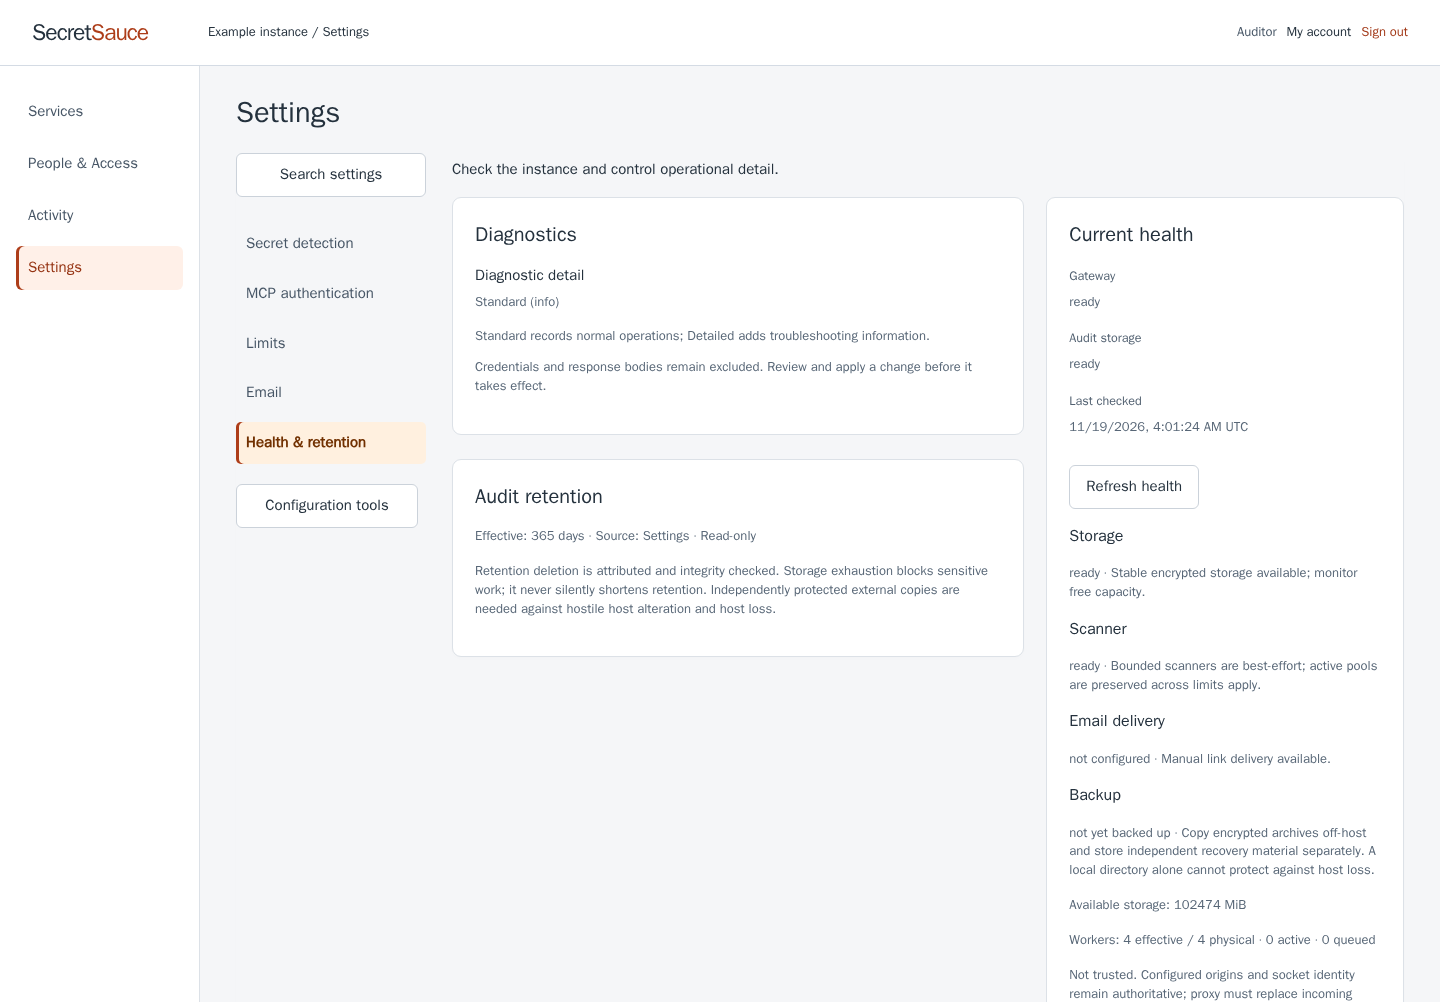 SecretSauce
Example instance / Settings
Auditor My account Sign out
Services
People & Access
Activity
Settings
Settings
Search settings
Secret detection
MCP authentication
Limits
Email
Health & retention
Configuration tools
Check the instance and control operational detail.
Diagnostics
Diagnostic detail
Standard (info)
Standard records normal operations; Detailed adds troubleshooting information.
Credentials and response bodies remain excluded. Review and apply a change before it
takes effect.
Audit retention
Effective: 365 days · Source: Settings · Read-only
Retention deletion is attributed and integrity checked. Storage exhaustion blocks sensitive
work; it never silently shortens retention. Independently protected external copies are
needed against hostile host alteration and host loss.
Current health
Gateway
ready
Audit storage
ready
Last checked
11/19/2026, 4:01:24 AM UTC
Refresh health
Storage
ready · Stable encrypted storage available; monitor
free capacity.
Scanner
ready · Bounded scanners are best-effort; active pools
are preserved across limits apply.
Email delivery
not configured · Manual link delivery available.
Backup
not yet backed up · Copy encrypted archives off-host
and store independent recovery material separately. A
local directory alone cannot protect against host loss.
Available storage: 102474 MiB
Workers: 4 effective / 4 physical · 0 active · 0 queued
Not trusted. Configured origins and socket identity
remain authoritative; proxy must replace incoming